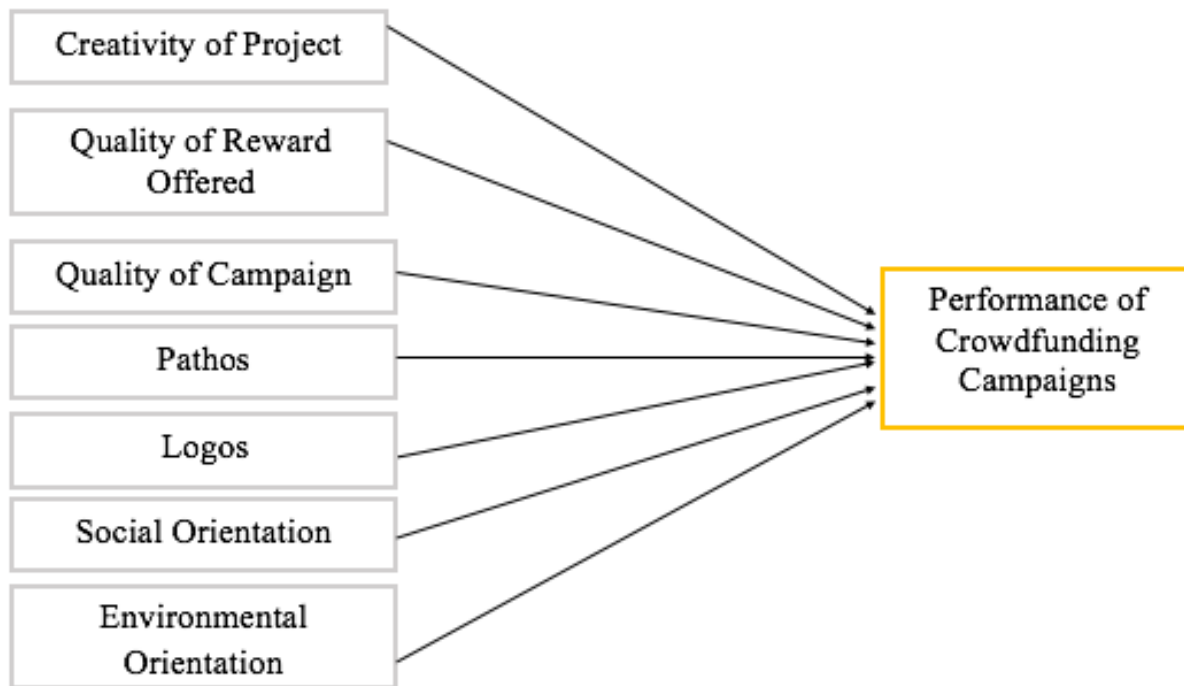 Creativity of Project
Quality of Reward
Offered
Quality of Campaign
Pathos
Logos
Social Orientation
Environmental
Orientation
Performance of
Crowdfunding
Campaigns